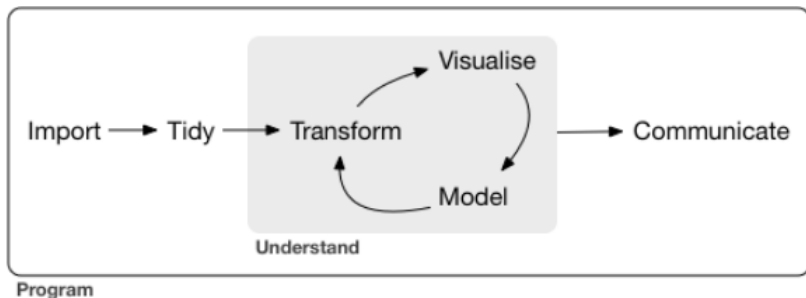 Visualise
Import Tidy Transform Communicate
Model
Understand
Program